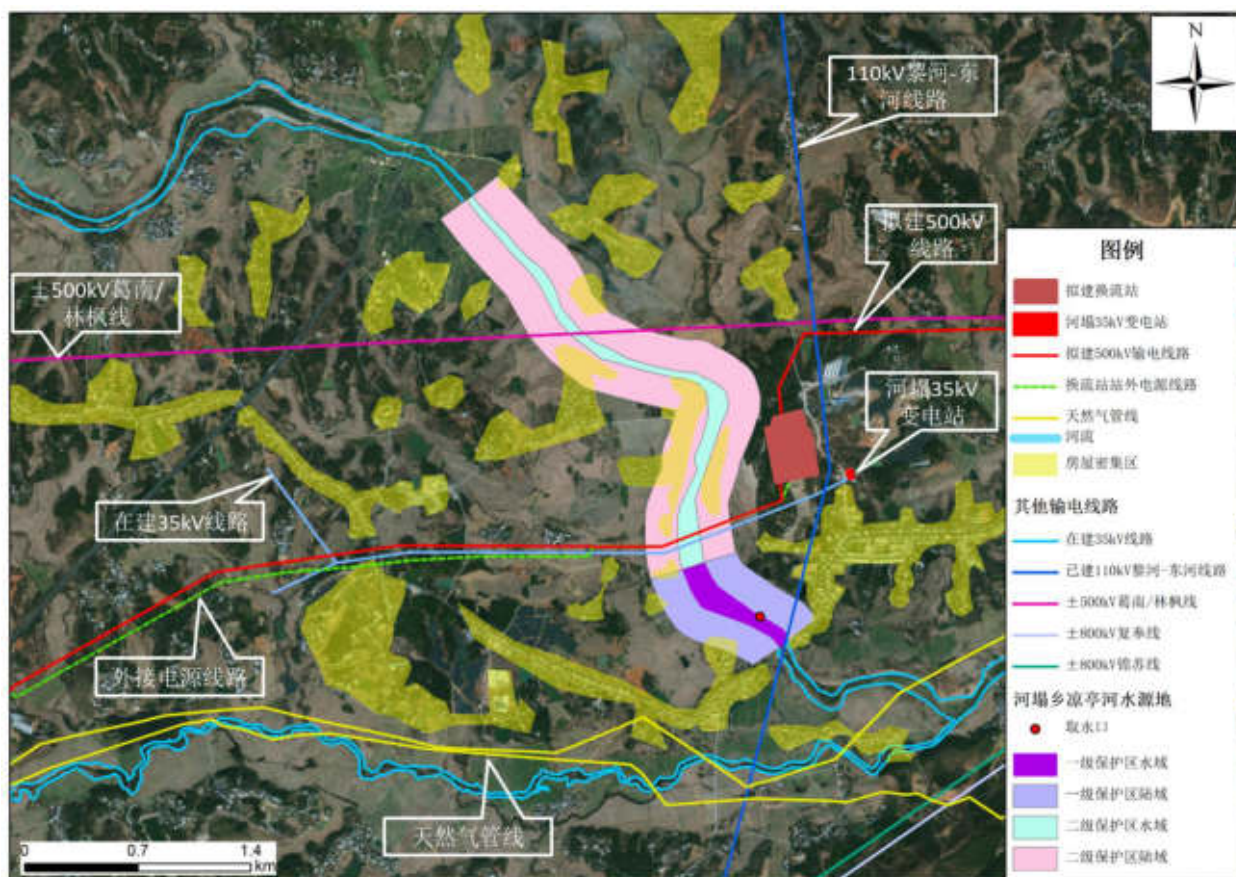 N
110kV黎河-东
河线路
拟建500kV
线路
±500kV葛南/
林枫线
河塌35kV
变电站
在建35kV线路
外接电源线路
天然气管线
0 0.7 1.4
km
图例
拟建换流站
河塌35kV变电站
拟建500kV输电线路
换流站站外电源线路
天然气管线
河流
房屋密集区
其他输电线路
在建35kV线路
已建110kV黎河-东河线路
±500kV葛南/林枫线
±800kV复奉线
±800kV锦苏线
河塌乡凉亭河水源地
取水口
一级保护区水域
一级保护区陆域
二级保护区水域
二级保护区陆域